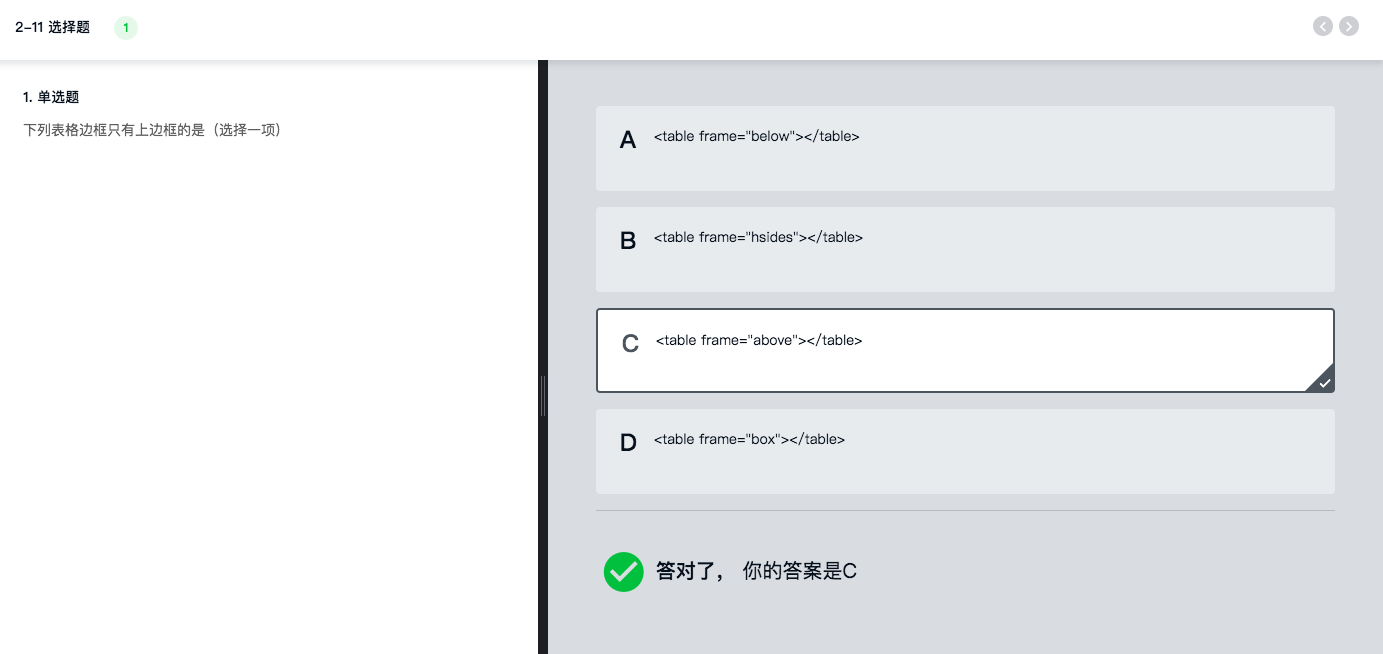 2-11 选择题 1
1. 单选题
下列表格边框只有上边框的是（选择一项）
A <table frame="below"></table>
B <table frame="hsides"></table>
C <table frame="above"></table>
D <table frame="box"></table>
答对了， 你的答案是C